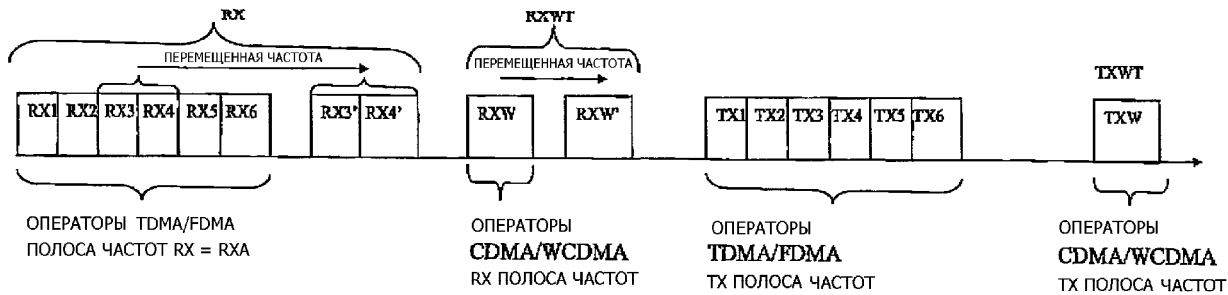 RX
RXWT
ПЕРЕМЕЩЕННАЯ ЧАСТОТА
ПЕРЕМЕЩЕННАЯ ЧАСТОТА
TXWT
RX1 RX2 RX3 RX4 RX5 RX6
RX3' RX4'
RXW
RXW'
TX1 TX2 TX3 TX4 TX5 TX6
TXW
ОПЕРАТОРЫ TDMA/FDMA
ПОЛОСА ЧАСТОТ RX = RXA
ОПЕРАТОРЫ
CDMA/WCDMA
RX ПОЛОСА ЧАСТОТ
ОПЕРАТОРЫ
TDMA/FDMA
TX ПОЛОСА ЧАСТОТ
ОПЕРАТОРЫ
CDMA/WCDMA
TX ПОЛОСА ЧАСТОТ